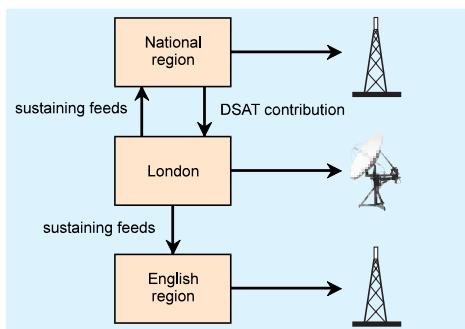 National
region
sustaining feeds
DSAT contribution
London
sustaining feeds
English
region